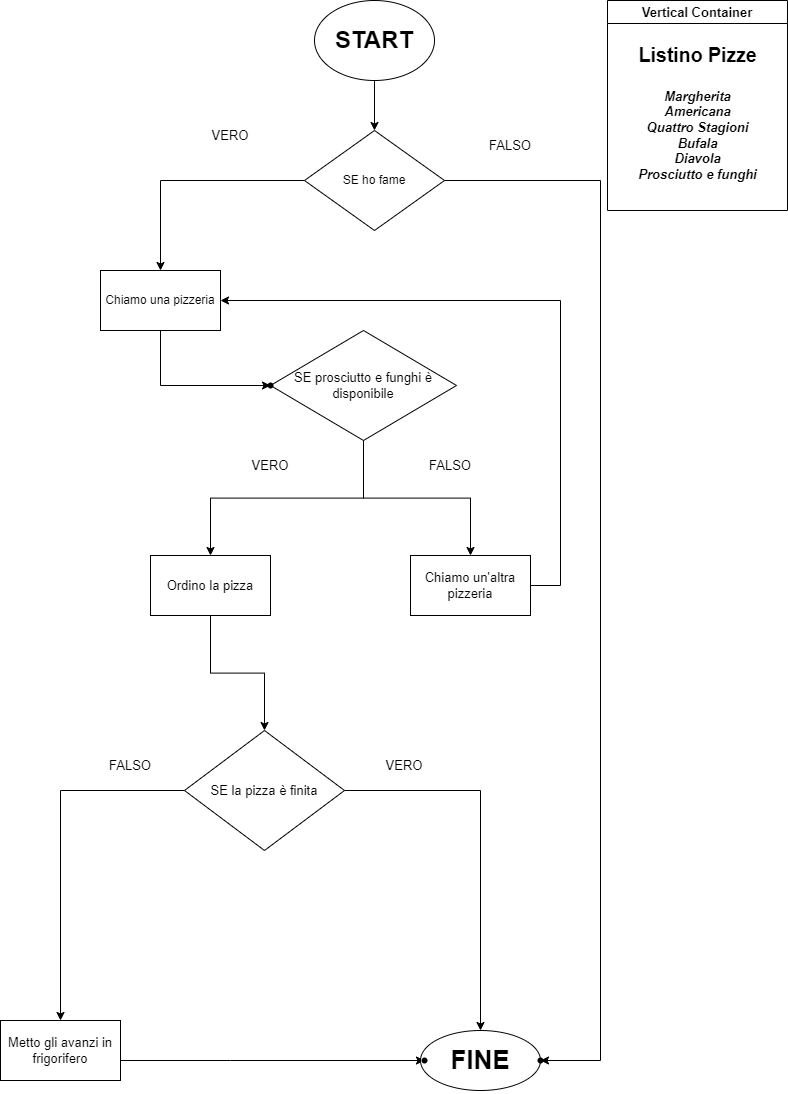 START
Vertical Container
Listino Pizze
Margherita
Americana
Quattro Stagioni
Bufala
Diavola
Prosciutto e funghi
VERO
FALSO
SE ho fame
Chiamo una pizzeria
SE prosciutto e funghi è
disponibile
VERO
FALSO
Ordino la pizza
Chiamo un'altra
pizzeria
FALSO
VERO
SE la pizza è finita
Metto gli avanzi in
frigorifero
FINE